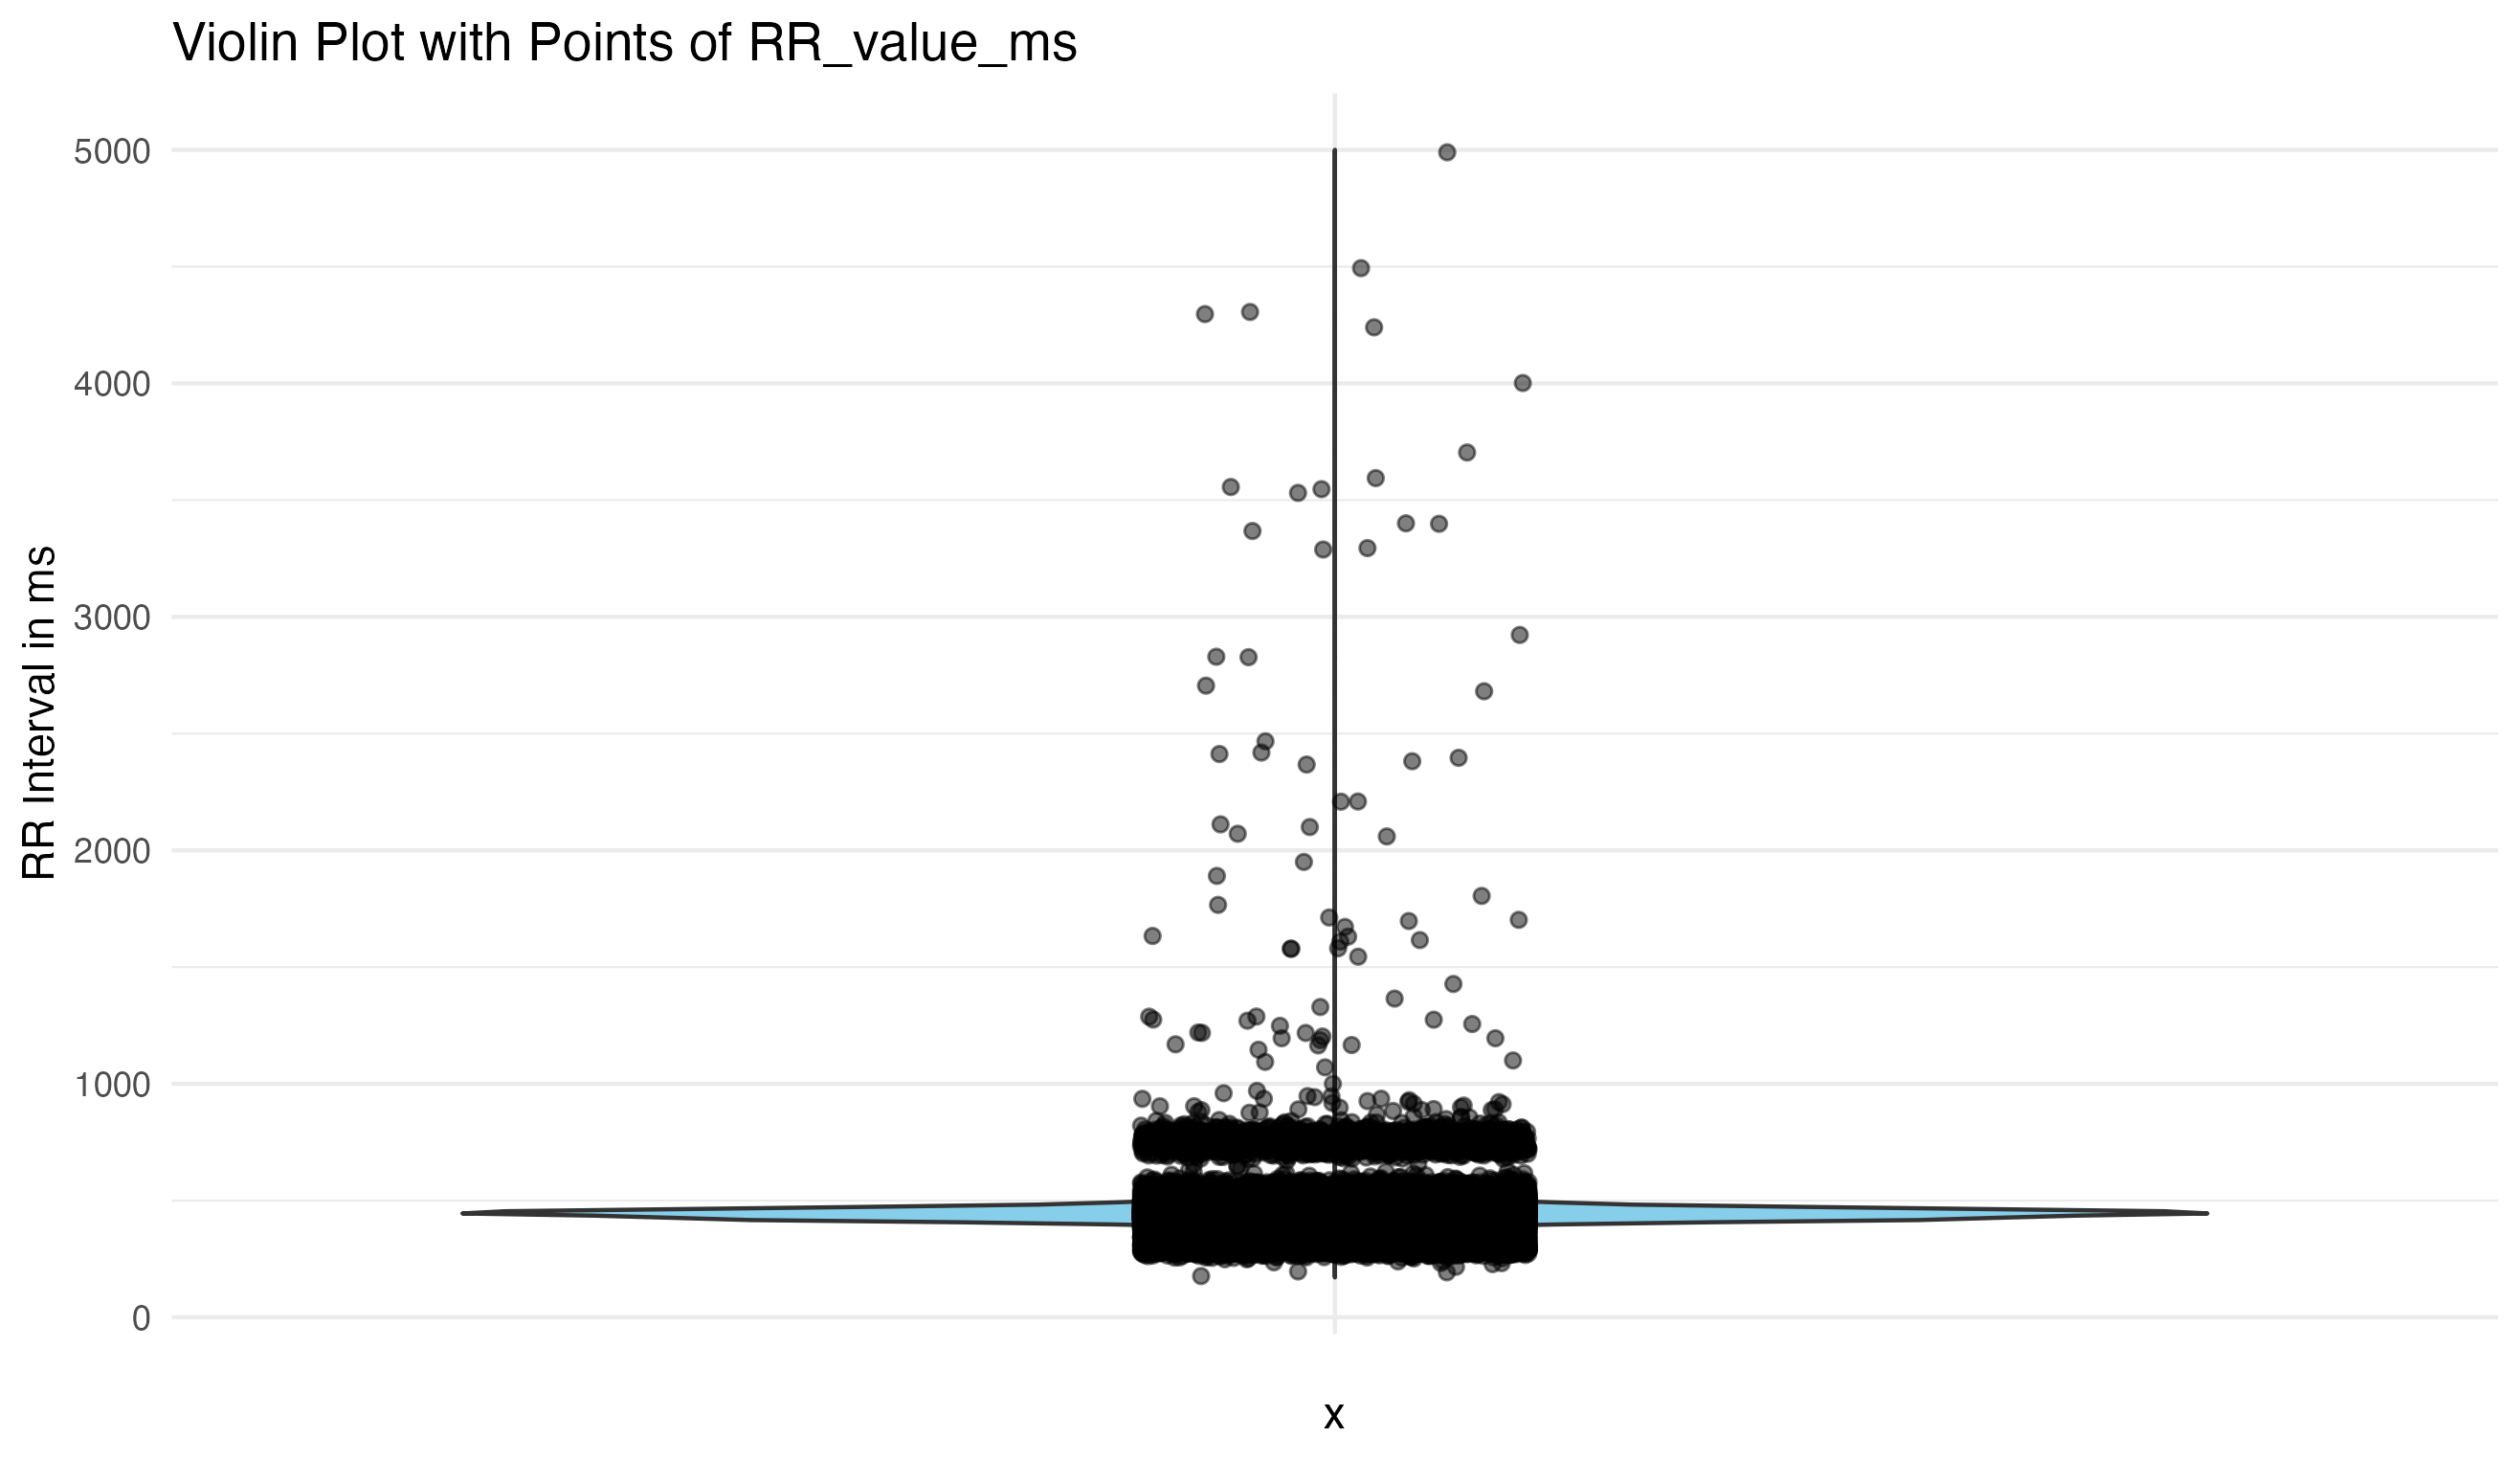 Violin Plot with Points of RR_value_ms
RR Interval in ms
5000
4000
3000
2000
1000
0
x